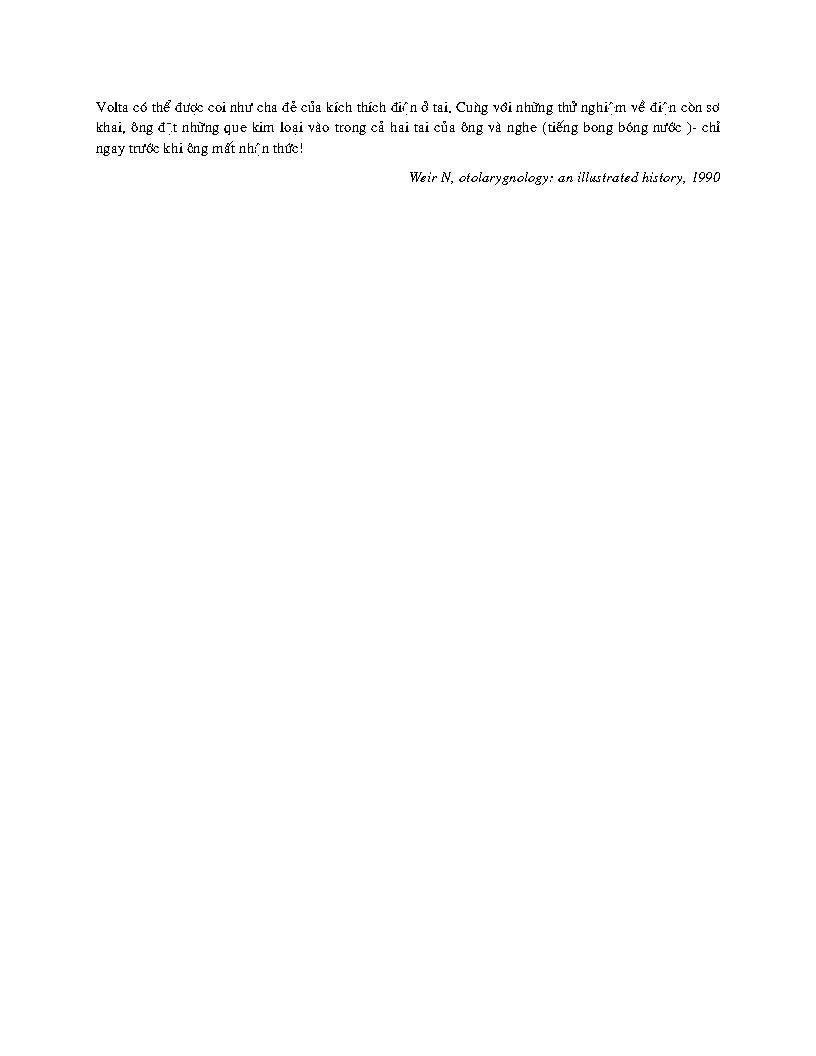 Volta có thể được coi như cha đẻ của kích thích điện ở tai. Cùng với những thử nghiệm về điện còn sơ
khai, ông đặt những que kim loại vào trong cả hai tai của ông và nghe (tiếng bong bóng nước )- chỉ
ngay trước khi ông mất nhận thức!
Weir N, otolarygnology: an illustrated history, 1990